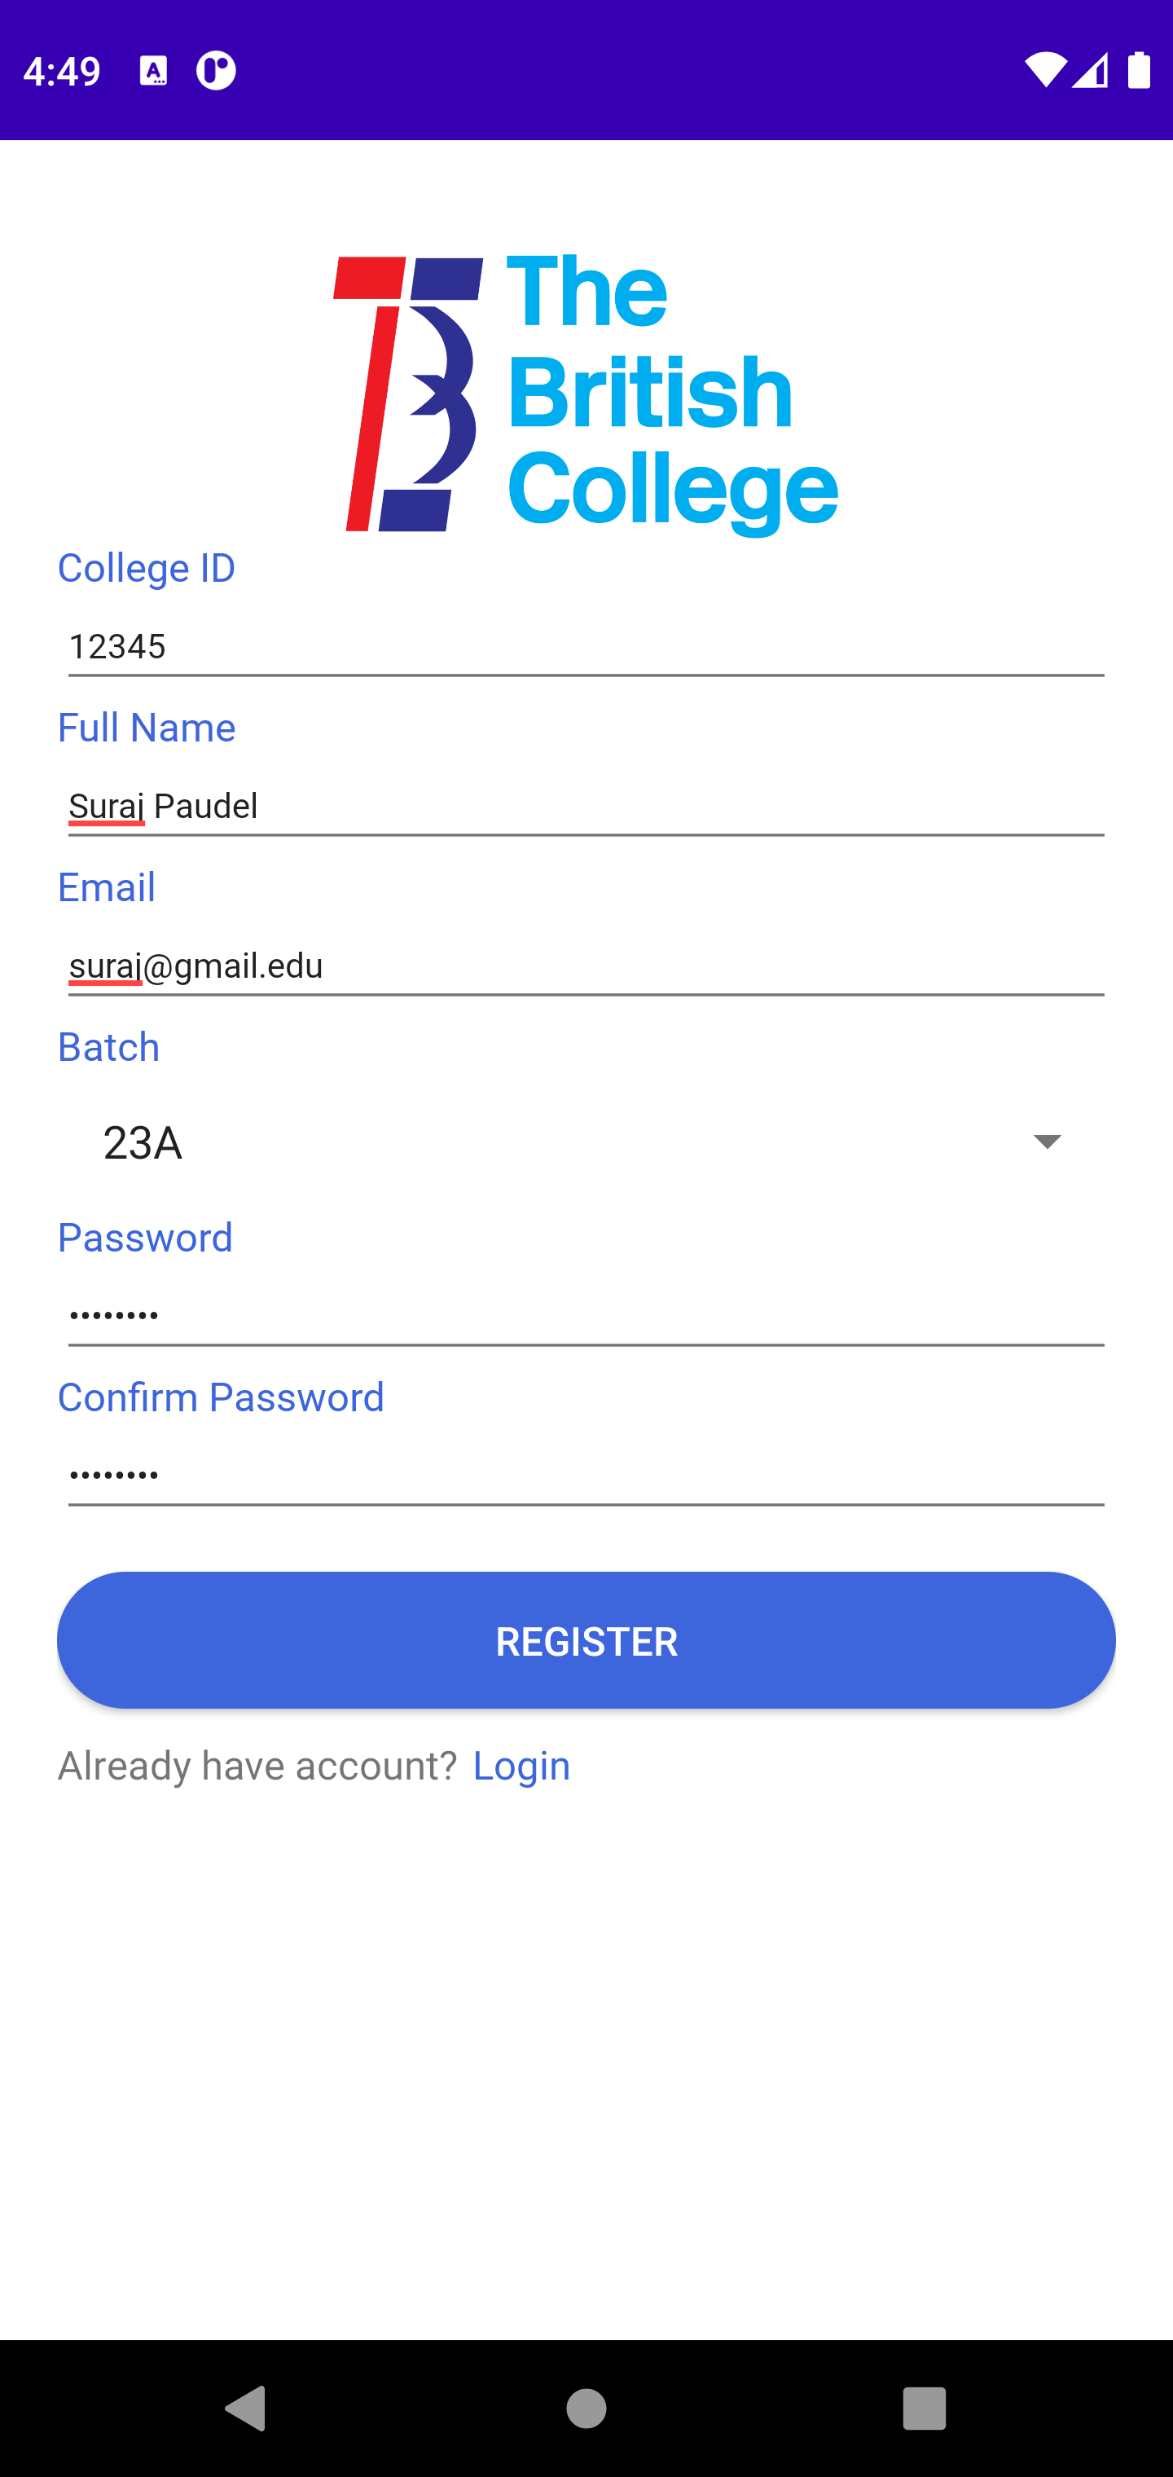 4:49
The
British
College
College ID
12345
Full Name
Suraj Paudel
Email
suraj@gmail.edu
Batch
23A
Password
••••••••
Confirm Password
••••••••
REGISTER
Already have account? Login